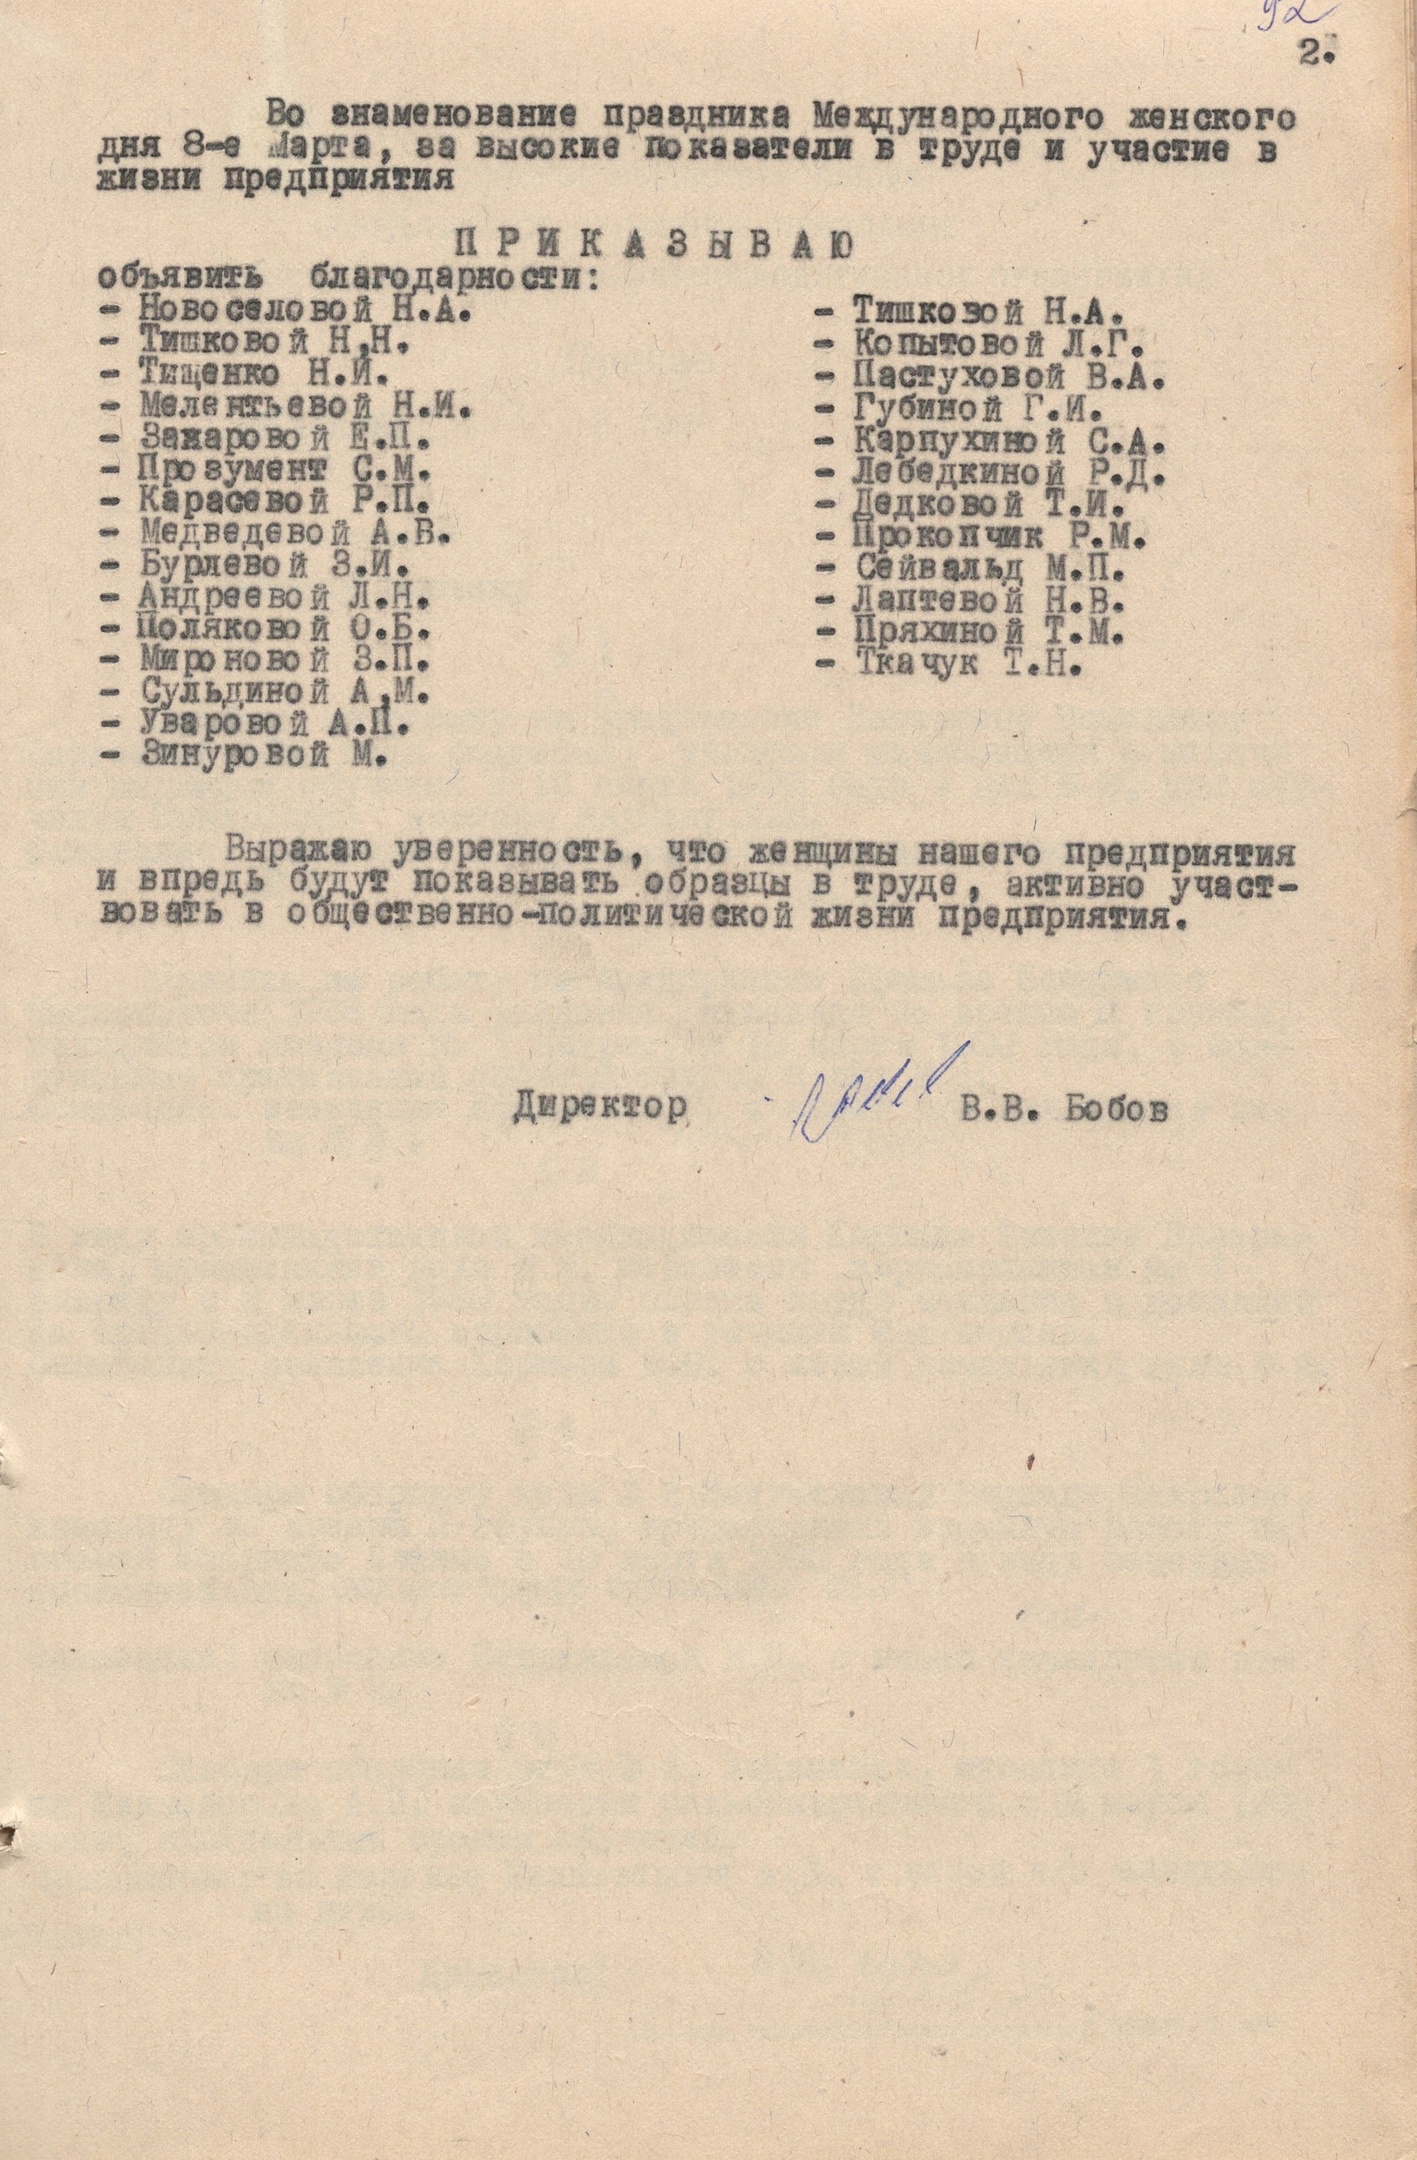 92
2.
Во знаменование праздника Международного женского
дня 8-е Марта, за высокие показатели в труде и участие в
жизни предприятия
ПРИКАЗЫВАЮ
объявить благодарности:
- Новоселовой Н.А.
- Тишковой Н.Н.
- Тищенко Н.И.
- Мелентьевой Н.И.
- Захаровой Е.П.
- Прозумент С.М.
- Карасевой Р.П.
- Медведевой А.В.
- Бурлевой З.И.
- Андреевой Л.Н.
- Поляковой О.Б.
- Мироновой З.П.
- Сульдиной А.М.
- Уваровой А.П.
- Зинуровой М.
- Тишковой Н.А.
- Копытовой Л.Г.
- Пастуховой В.А.
- Губиной Г.И.
- Карпухиной С.А.
- Лебедкиной Р.Д.
- Дедковой Т.И.
- Прокопчик Р.М.
- Сейвальд М.П.
- Лаптевой Н.В.
- Пряхиной Т.М.
- Ткачук Т.Н.
Выражаю уверенность, что женщины нашего предприятия
и впредь будут показывать образцы в труде, активно участ-
вовать в общественно-политической жизни предприятия.
Директор В.В. Бобов